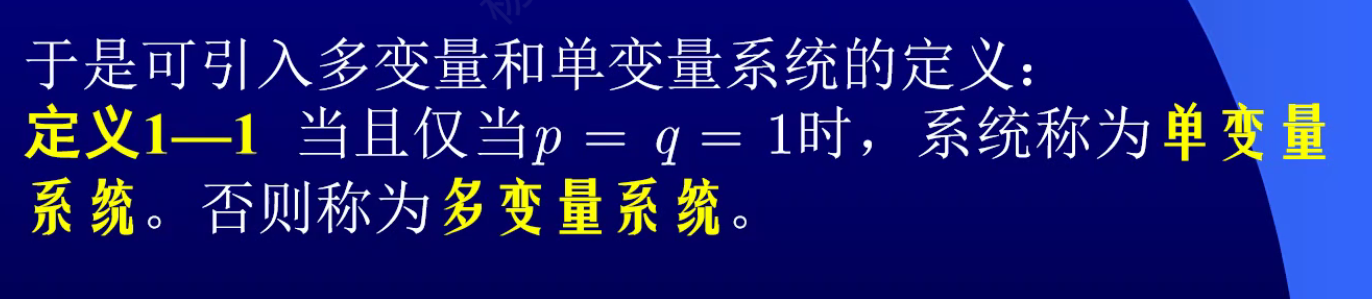 于是可引入多变量和单变量系统的定义：
定义1—1 当且仅当p = q = 1时，系统称为单变量
系统。否则称为多变量系统。